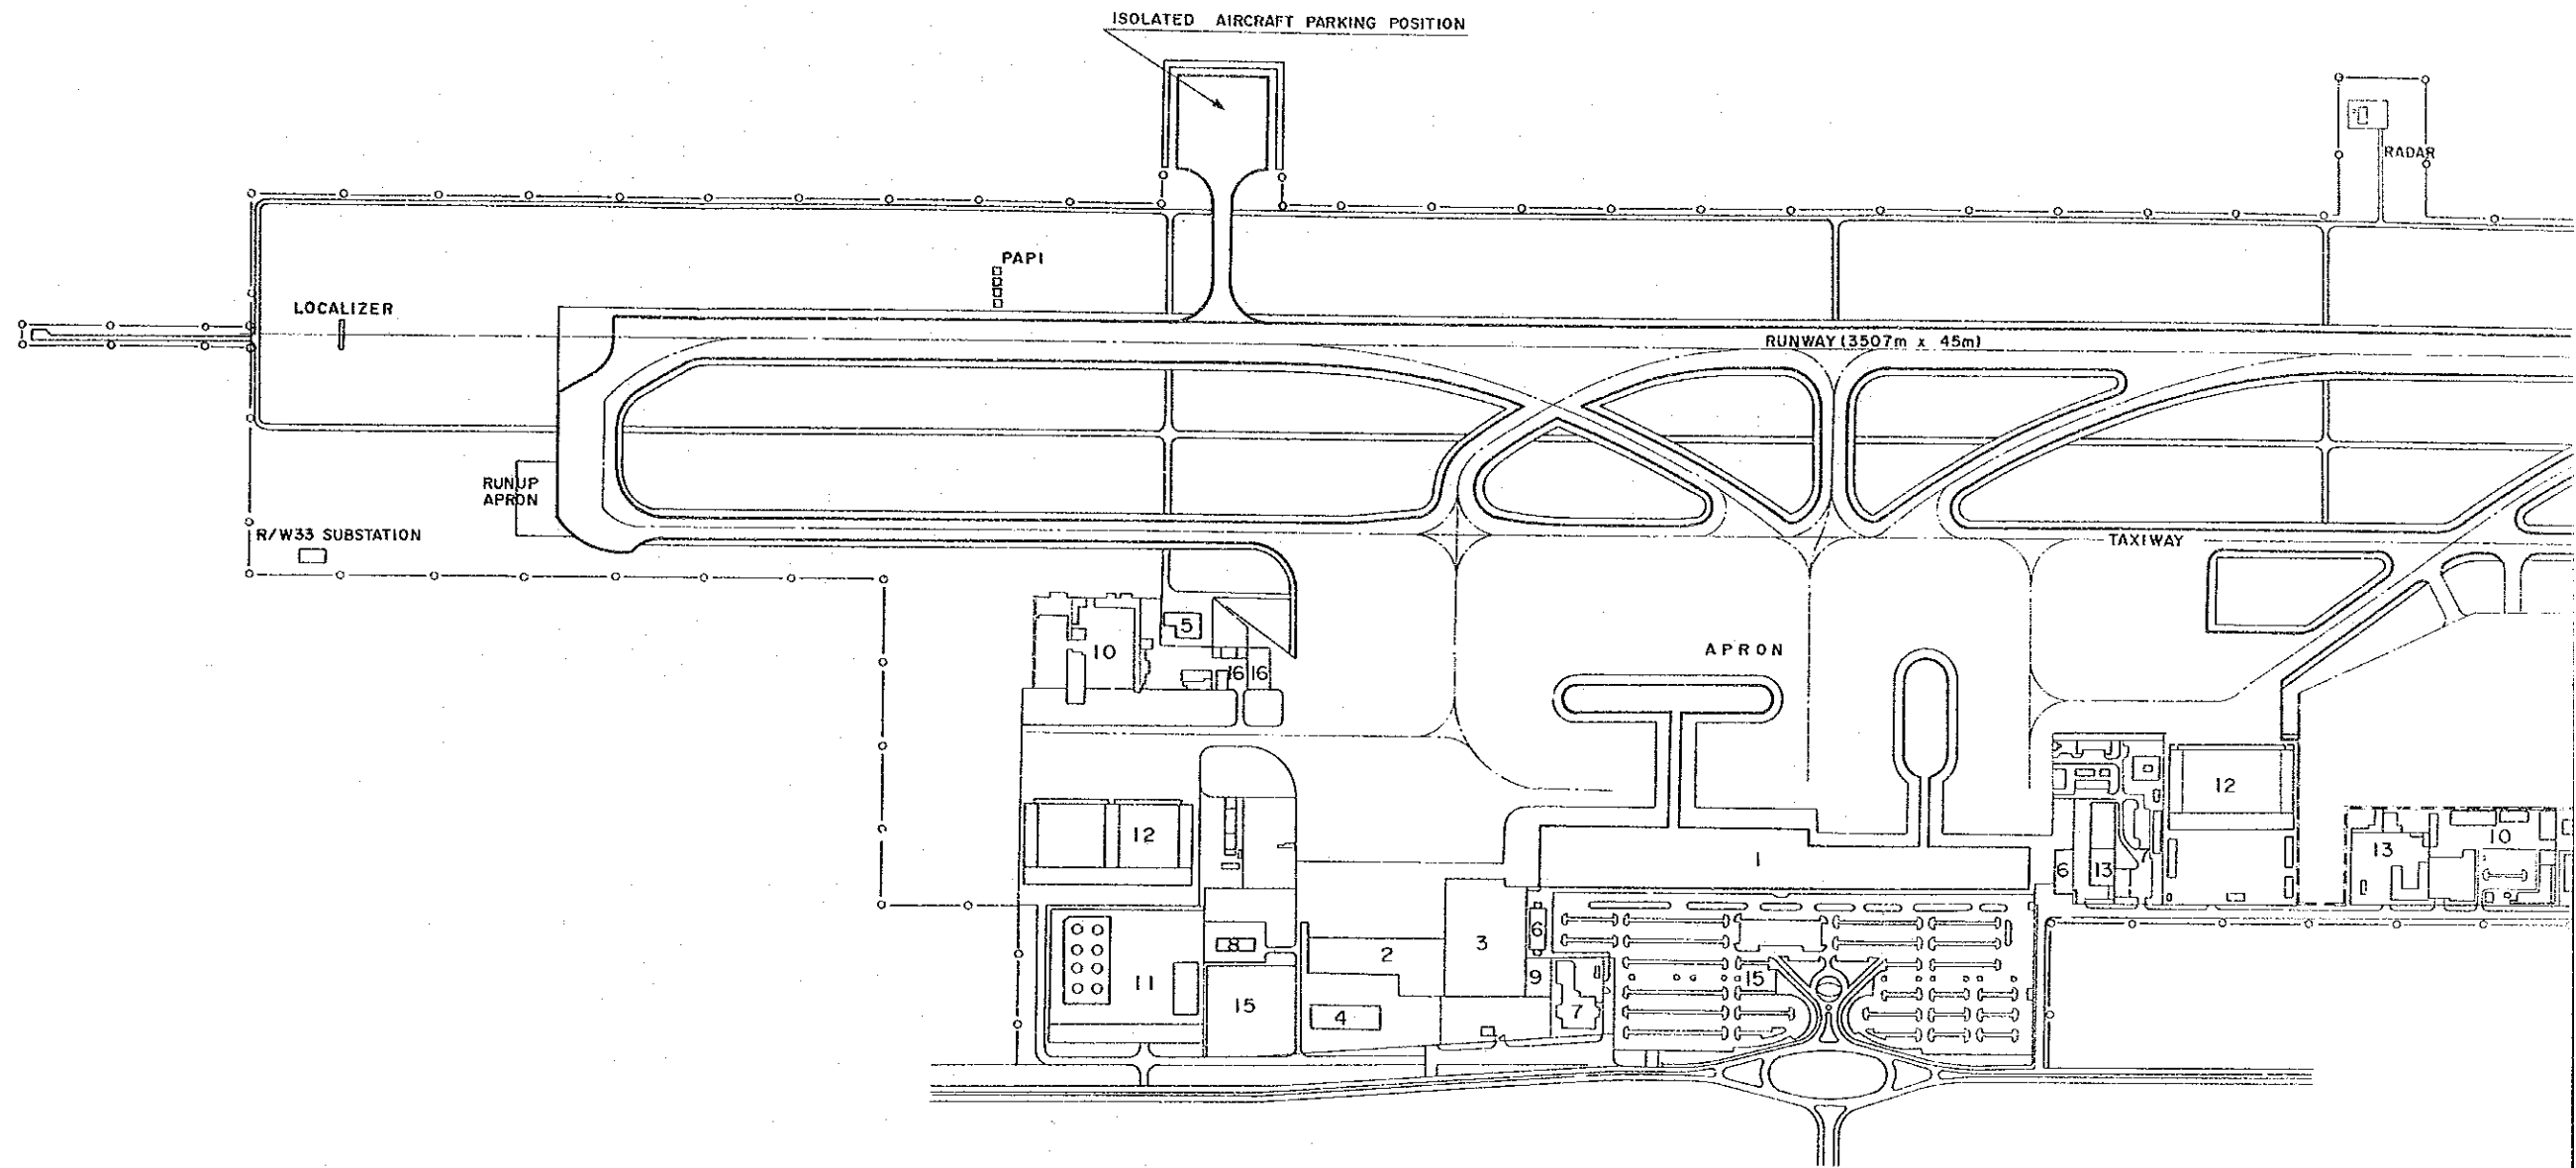 ISOLATED AIRCRAFT PARKING POSITION
RADAR
PAPI
LOCALIZER
RUNWAY (3507m x 45m)
RUNUP
APRON
R/W33 SUBSTATION
TAXIWAY
5
10
16 16
APRON
12
12
1
10
13
6 13 7
6
3
8
2
9
11
15
15
4
7